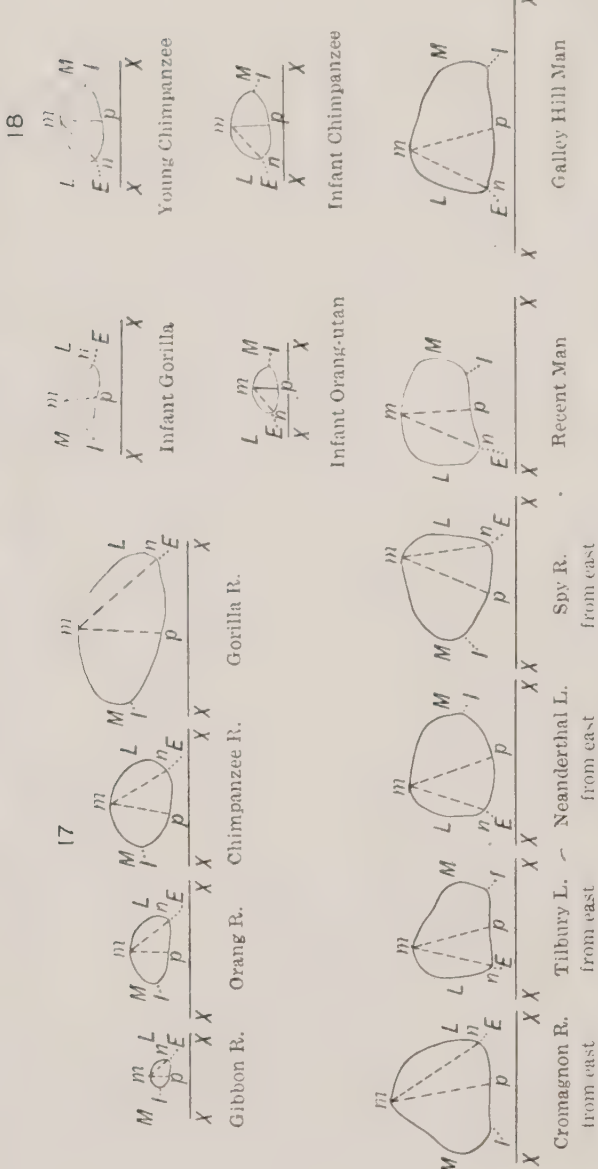 17
18
m m m m m m
M L M L M L M L M L L M
I n E I n E I n E I n E I n E E n I
p p p p p p
X X X X X X X X X X X X
Gibbon R. Orang R. Chimpanzee R. Gorilla R. Infant Gorilla Young Chimpanzee
m m
L M L M
E n I E n I
p p
X X X X
Infant Orang-utan Infant Chimpanzee
m m m m m m
M L L M L M M L L M L M
I n E n E I n E I I n E E n I E n I
p p p p p p
X X X X X X X X X X X X
Cromagnon R. Tilbury L. Neanderthal L. Spy R. Recent Man Galley Hill Man
from east from east from east from east